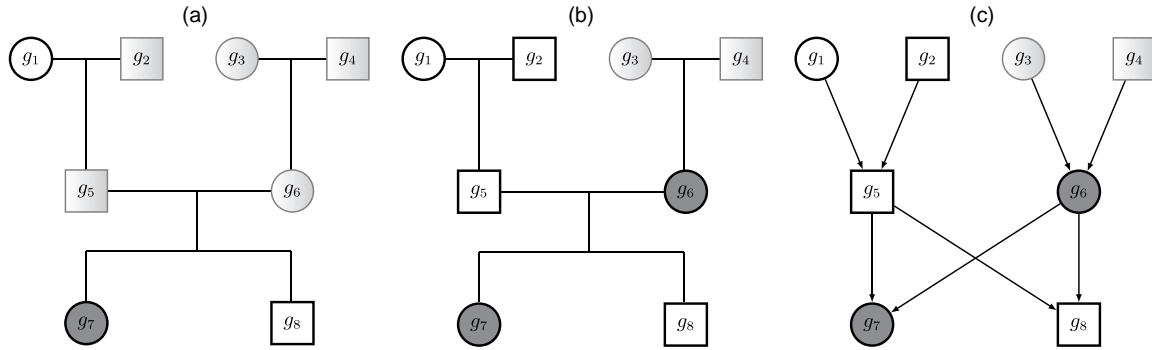 (a) (b) (c)
g₁ g₂ g₃ g₄ g₁ g₂ g₃ g₄ g₁ g₂ g₃ g₄
g₅ g₆ g₅ g₆ g₅ g₆
g₇ g₈ g₇ g₈ g₇ g₈